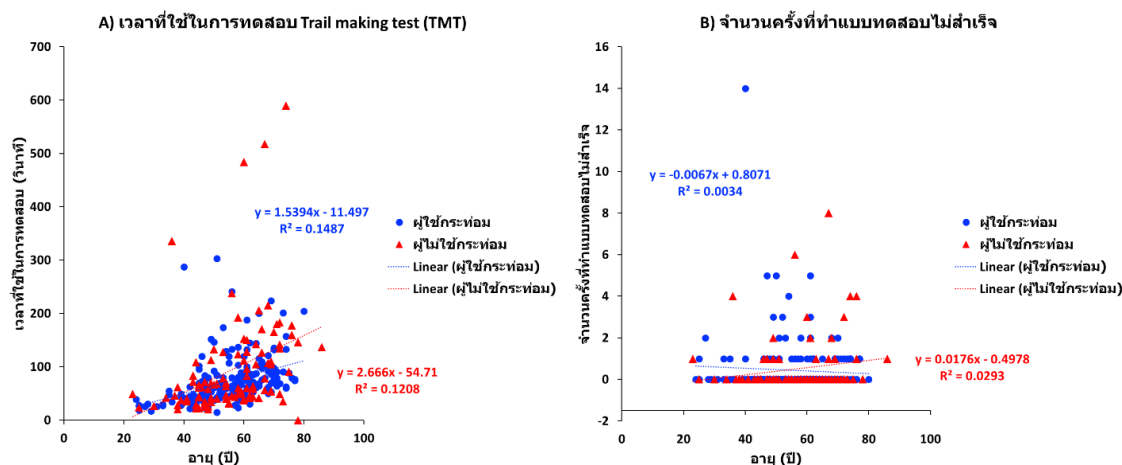 A) เวลาที่ใช้ในการทดสอบ Trail making test (TMT)
700
600
500
400
300
200
100
0
0 20 40 60 80 100
เวลาที่ใช้ในการทดสอบ (วินาที)
อายุ (ปี)
y = 1.5394x - 11.497
R² = 0.1487
y = 2.666x - 54.71
R² = 0.1208
ผู้ใช้กระท่อม
ผู้ไม่ใช้กระท่อม
Linear (ผู้ใช้กระท่อม)
Linear (ผู้ไม่ใช้กระท่อม)
B) จำนวนครั้งที่ทำแบบทดสอบไม่สำเร็จ
16
14
12
10
8
6
4
2
0
-2
0 20 40 60 80 100
จำนวนครั้งที่ทำแบบทดสอบไม่สำเร็จ
อายุ (ปี)
y = -0.0067x + 0.8071
R² = 0.0034
y = 0.0176x - 0.4978
R² = 0.0293
ผู้ใช้กระท่อม
ผู้ไม่ใช้กระท่อม
Linear (ผู้ใช้กระท่อม)
Linear (ผู้ไม่ใช้กระท่อม)